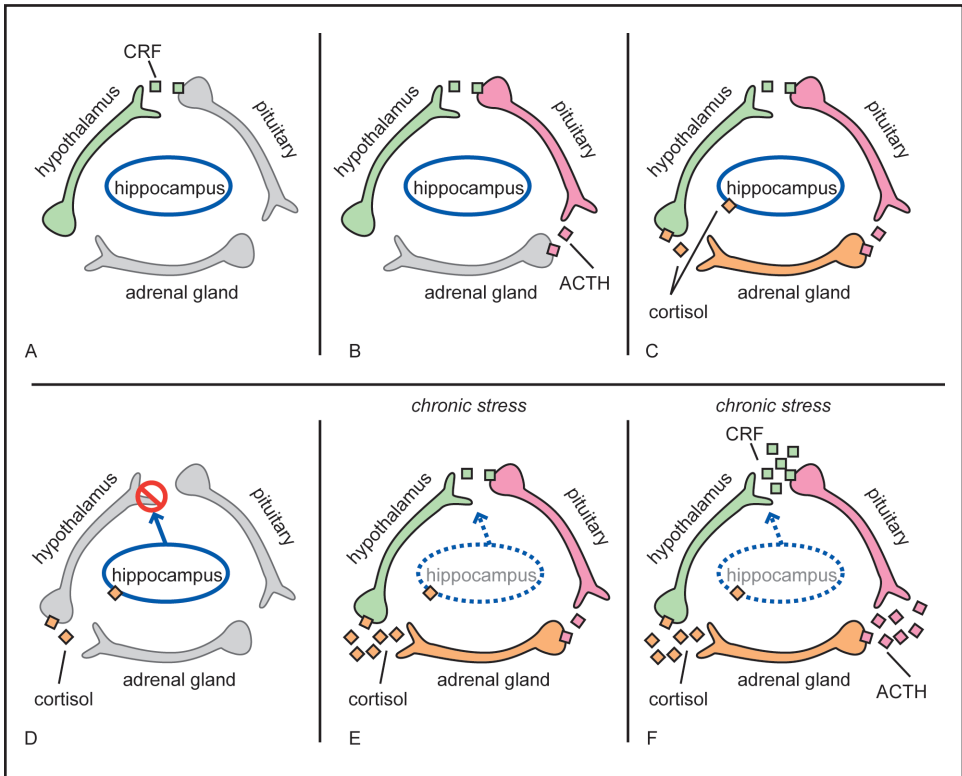 CRF
hypothalamus
pituitary
hippocampus
adrenal gland
A
hypothalamus
pituitary
hippocampus
adrenal gland
ACTH
B
hypothalamus
pituitary
hippocampus
adrenal gland
cortisol
C
hypothalamus
pituitary
hippocampus
cortisol
adrenal gland
D
chronic stress
hypothalamus
pituitary
hippocampus
cortisol
adrenal gland
E
chronic stress
CRF
hypothalamus
pituitary
hippocampus
cortisol
adrenal gland
ACTH
F